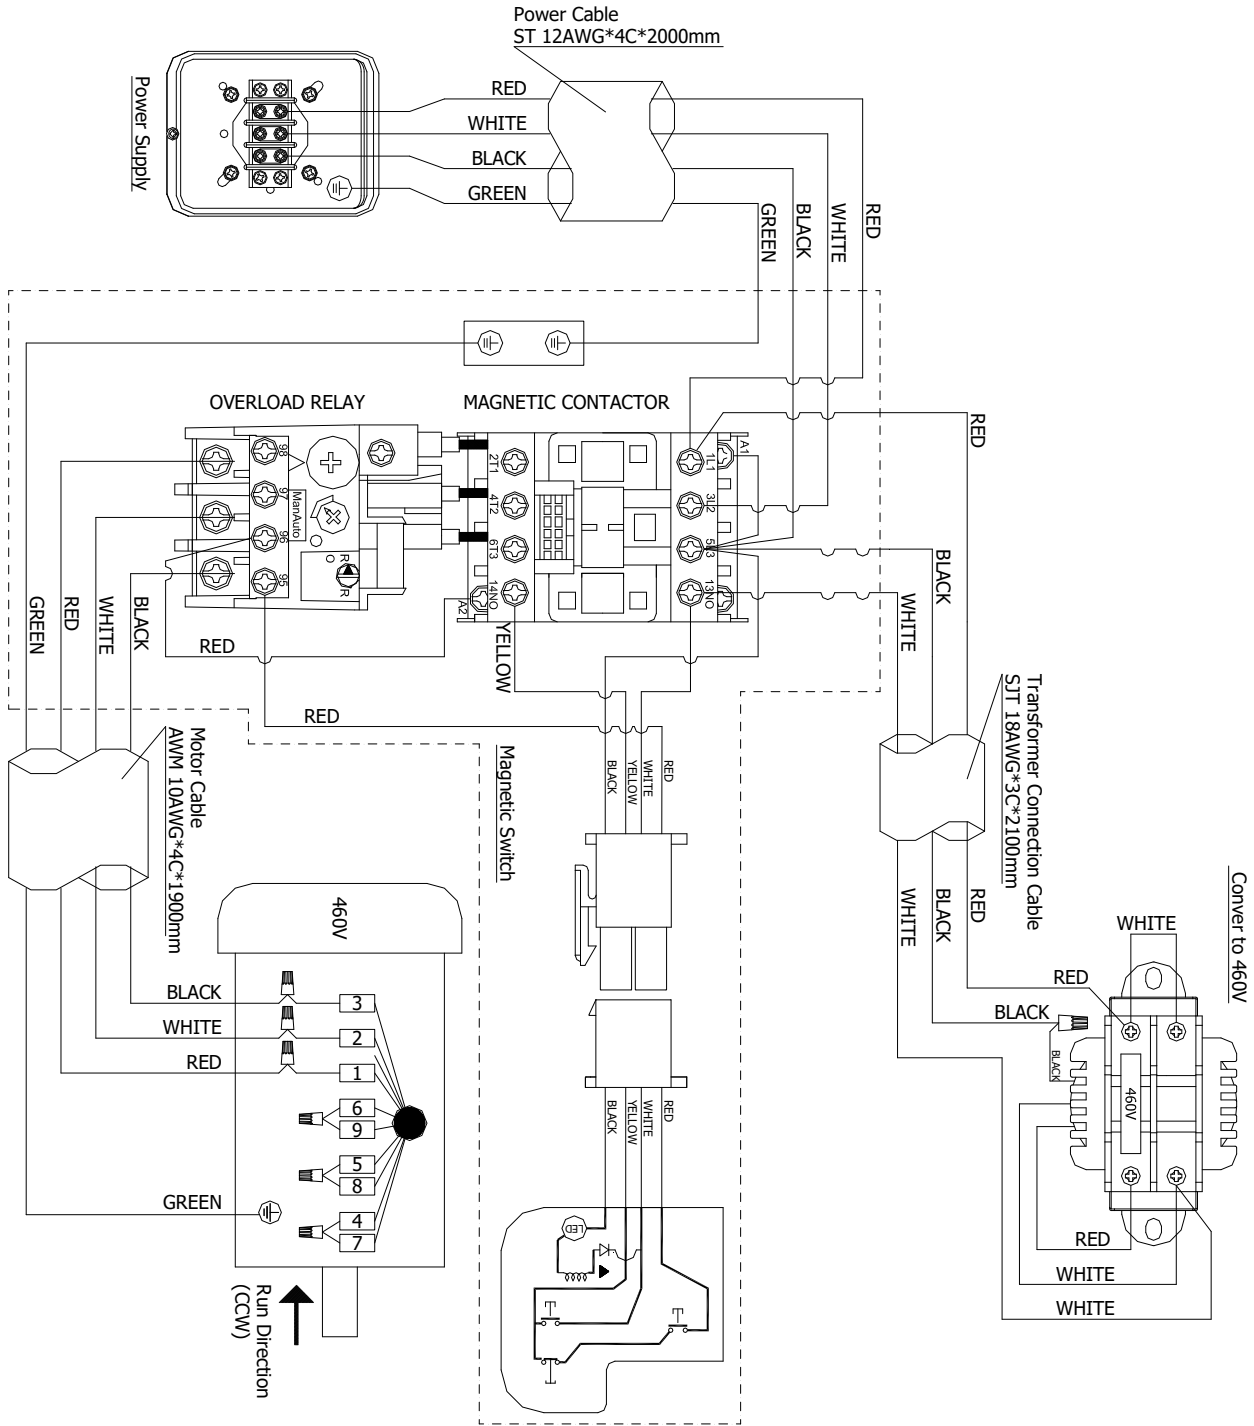 Power Cable
ST 12AWG*4C*2000mm
Power Supply
RED
WHITE
BLACK
GREEN
GREEN
BLACK
WHITE
RED
OVERLOAD RELAY
MAGNETIC CONTACTOR
98
97
96
95
ManAuto
R
O
R
2T1
4T2
6T3
14NO
A2
1L1
3L2
5L3
13NO
A1
RED
BLACK
WHITE
GREEN
RED
WHITE
BLACK
RED
YELLOW
RED
Motor Cable
AWM 10AWG*4C*1900mm
Magnetic Switch
BLACK
YELLOW
WHITE
RED
Transformer Connection Cable
SJT 18AWG*3C*2100mm
WHITE
BLACK
RED
Conver to 460V
WHITE
RED
BLACK
BLACK
460V
RED
WHITE
WHITE
460V
BLACK
WHITE
RED
GREEN
3
2
1
6
9
5
8
4
7
Run Direction
(CCW)
BLACK
YELLOW
WHITE
RED
LED